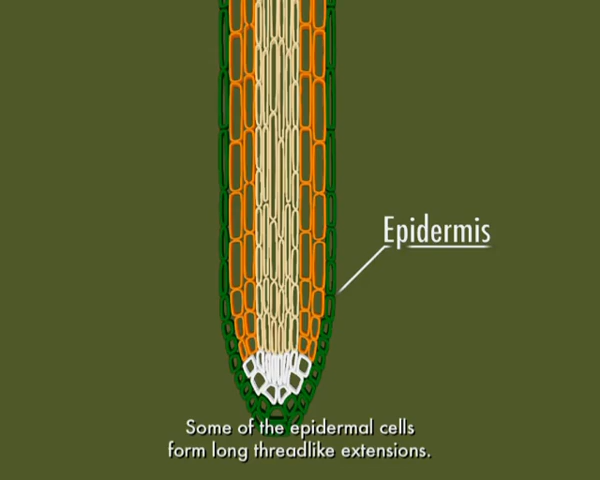 Epidermis
Some of the epidermal cells
form long threadlike extensions.